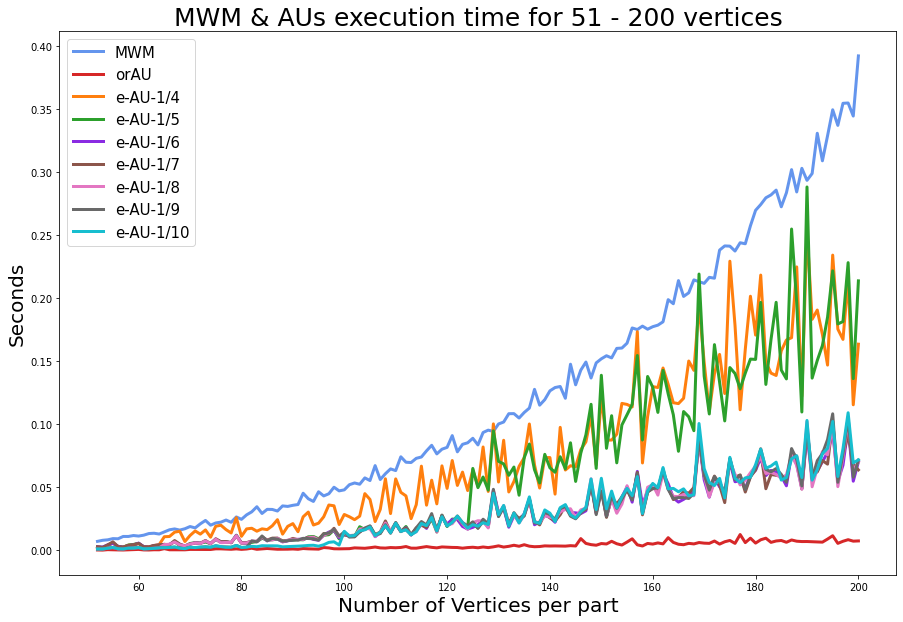 MWM & AUs execution time for 51 - 200 vertices
MWM
orAU
e-AU-1/4
e-AU-1/5
e-AU-1/6
e-AU-1/7
e-AU-1/8
e-AU-1/9
e-AU-1/10
Seconds
0.40
0.35
0.30
0.25
0.20
0.15
0.10
0.05
0.00
60 80 100 120 140 160 180 200
Number of Vertices per part